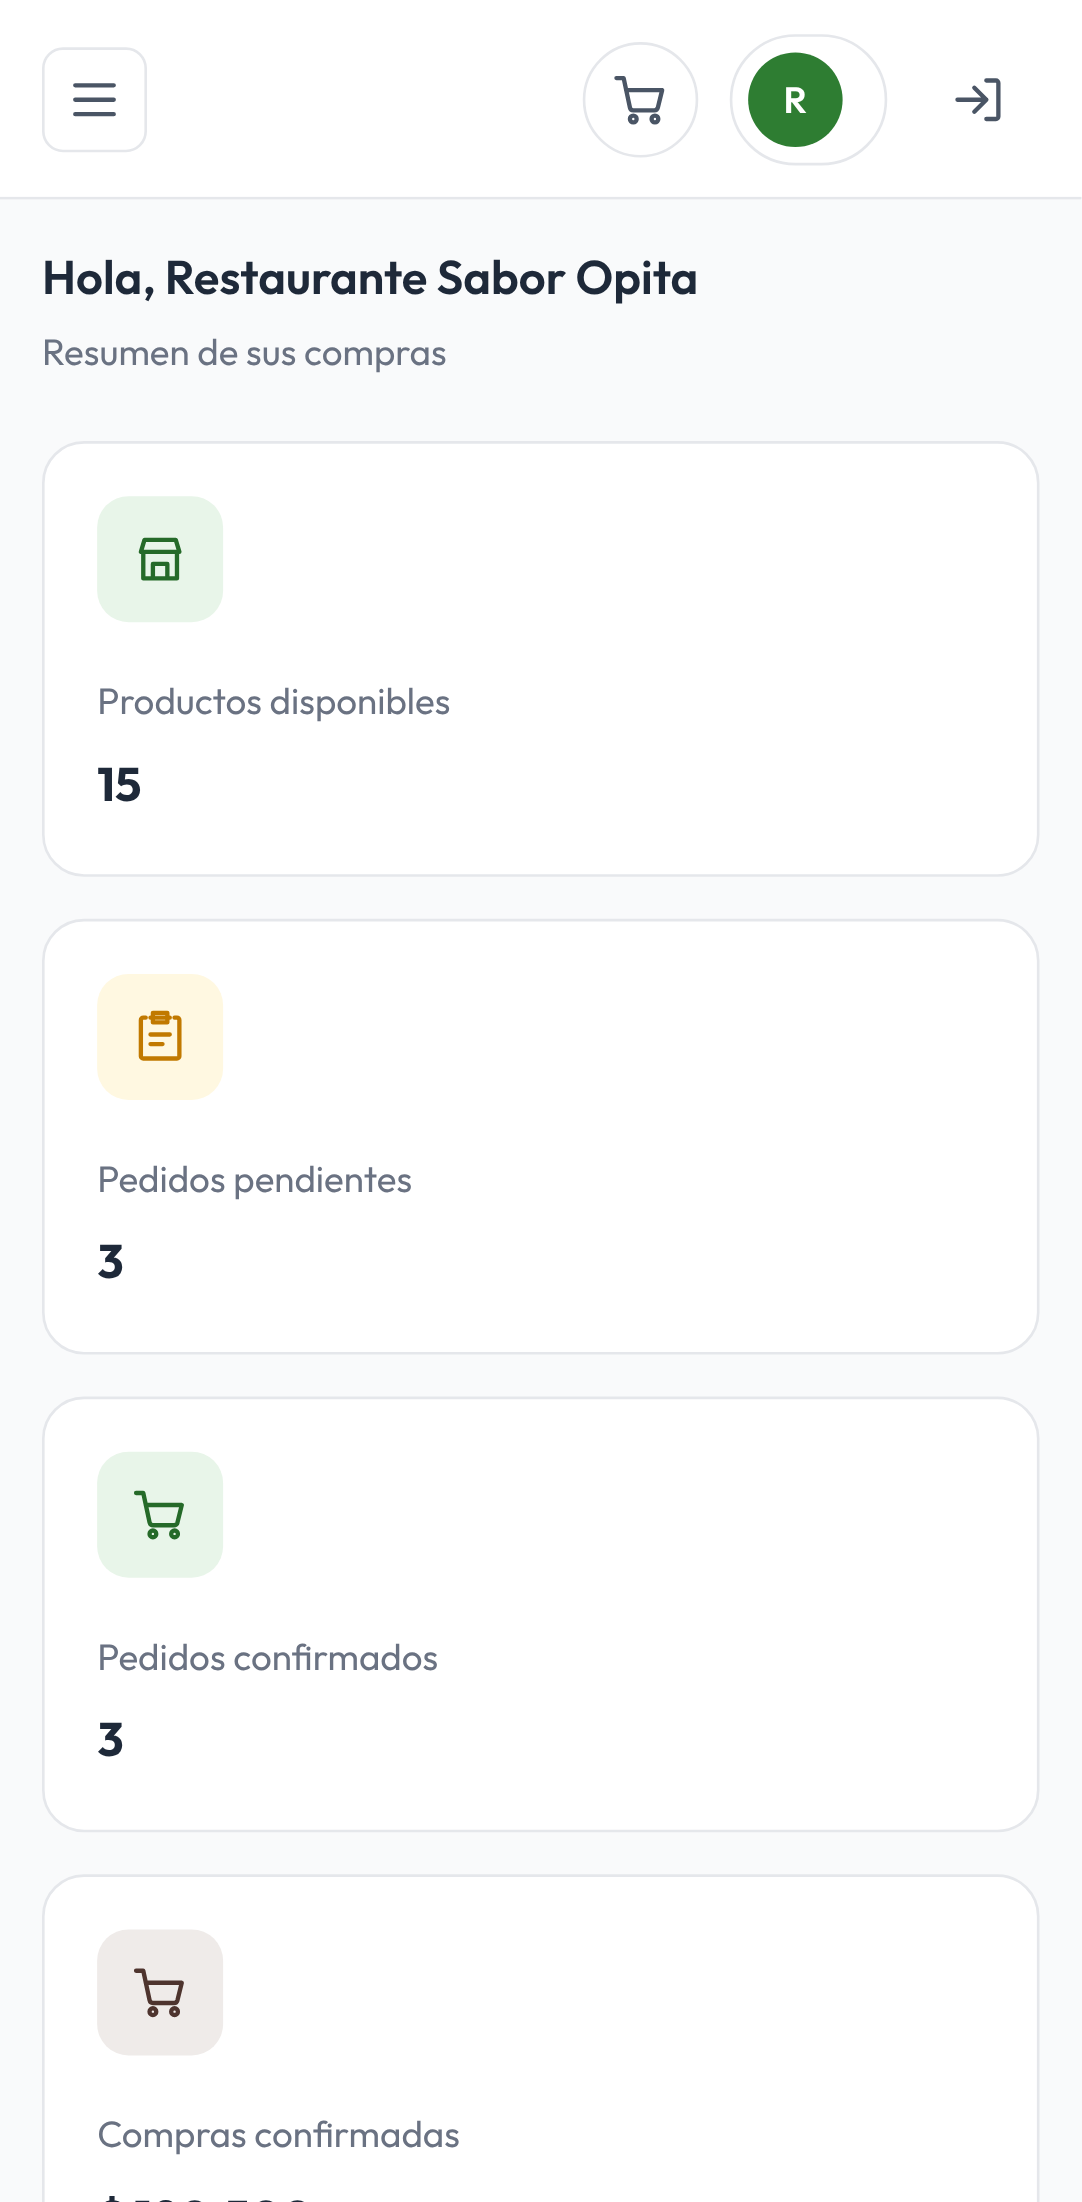 R
Hola, Restaurante Sabor Opita
Resumen de sus compras
Productos disponibles
15
Pedidos pendientes
3
Pedidos confirmados
3
Compras confirmadas